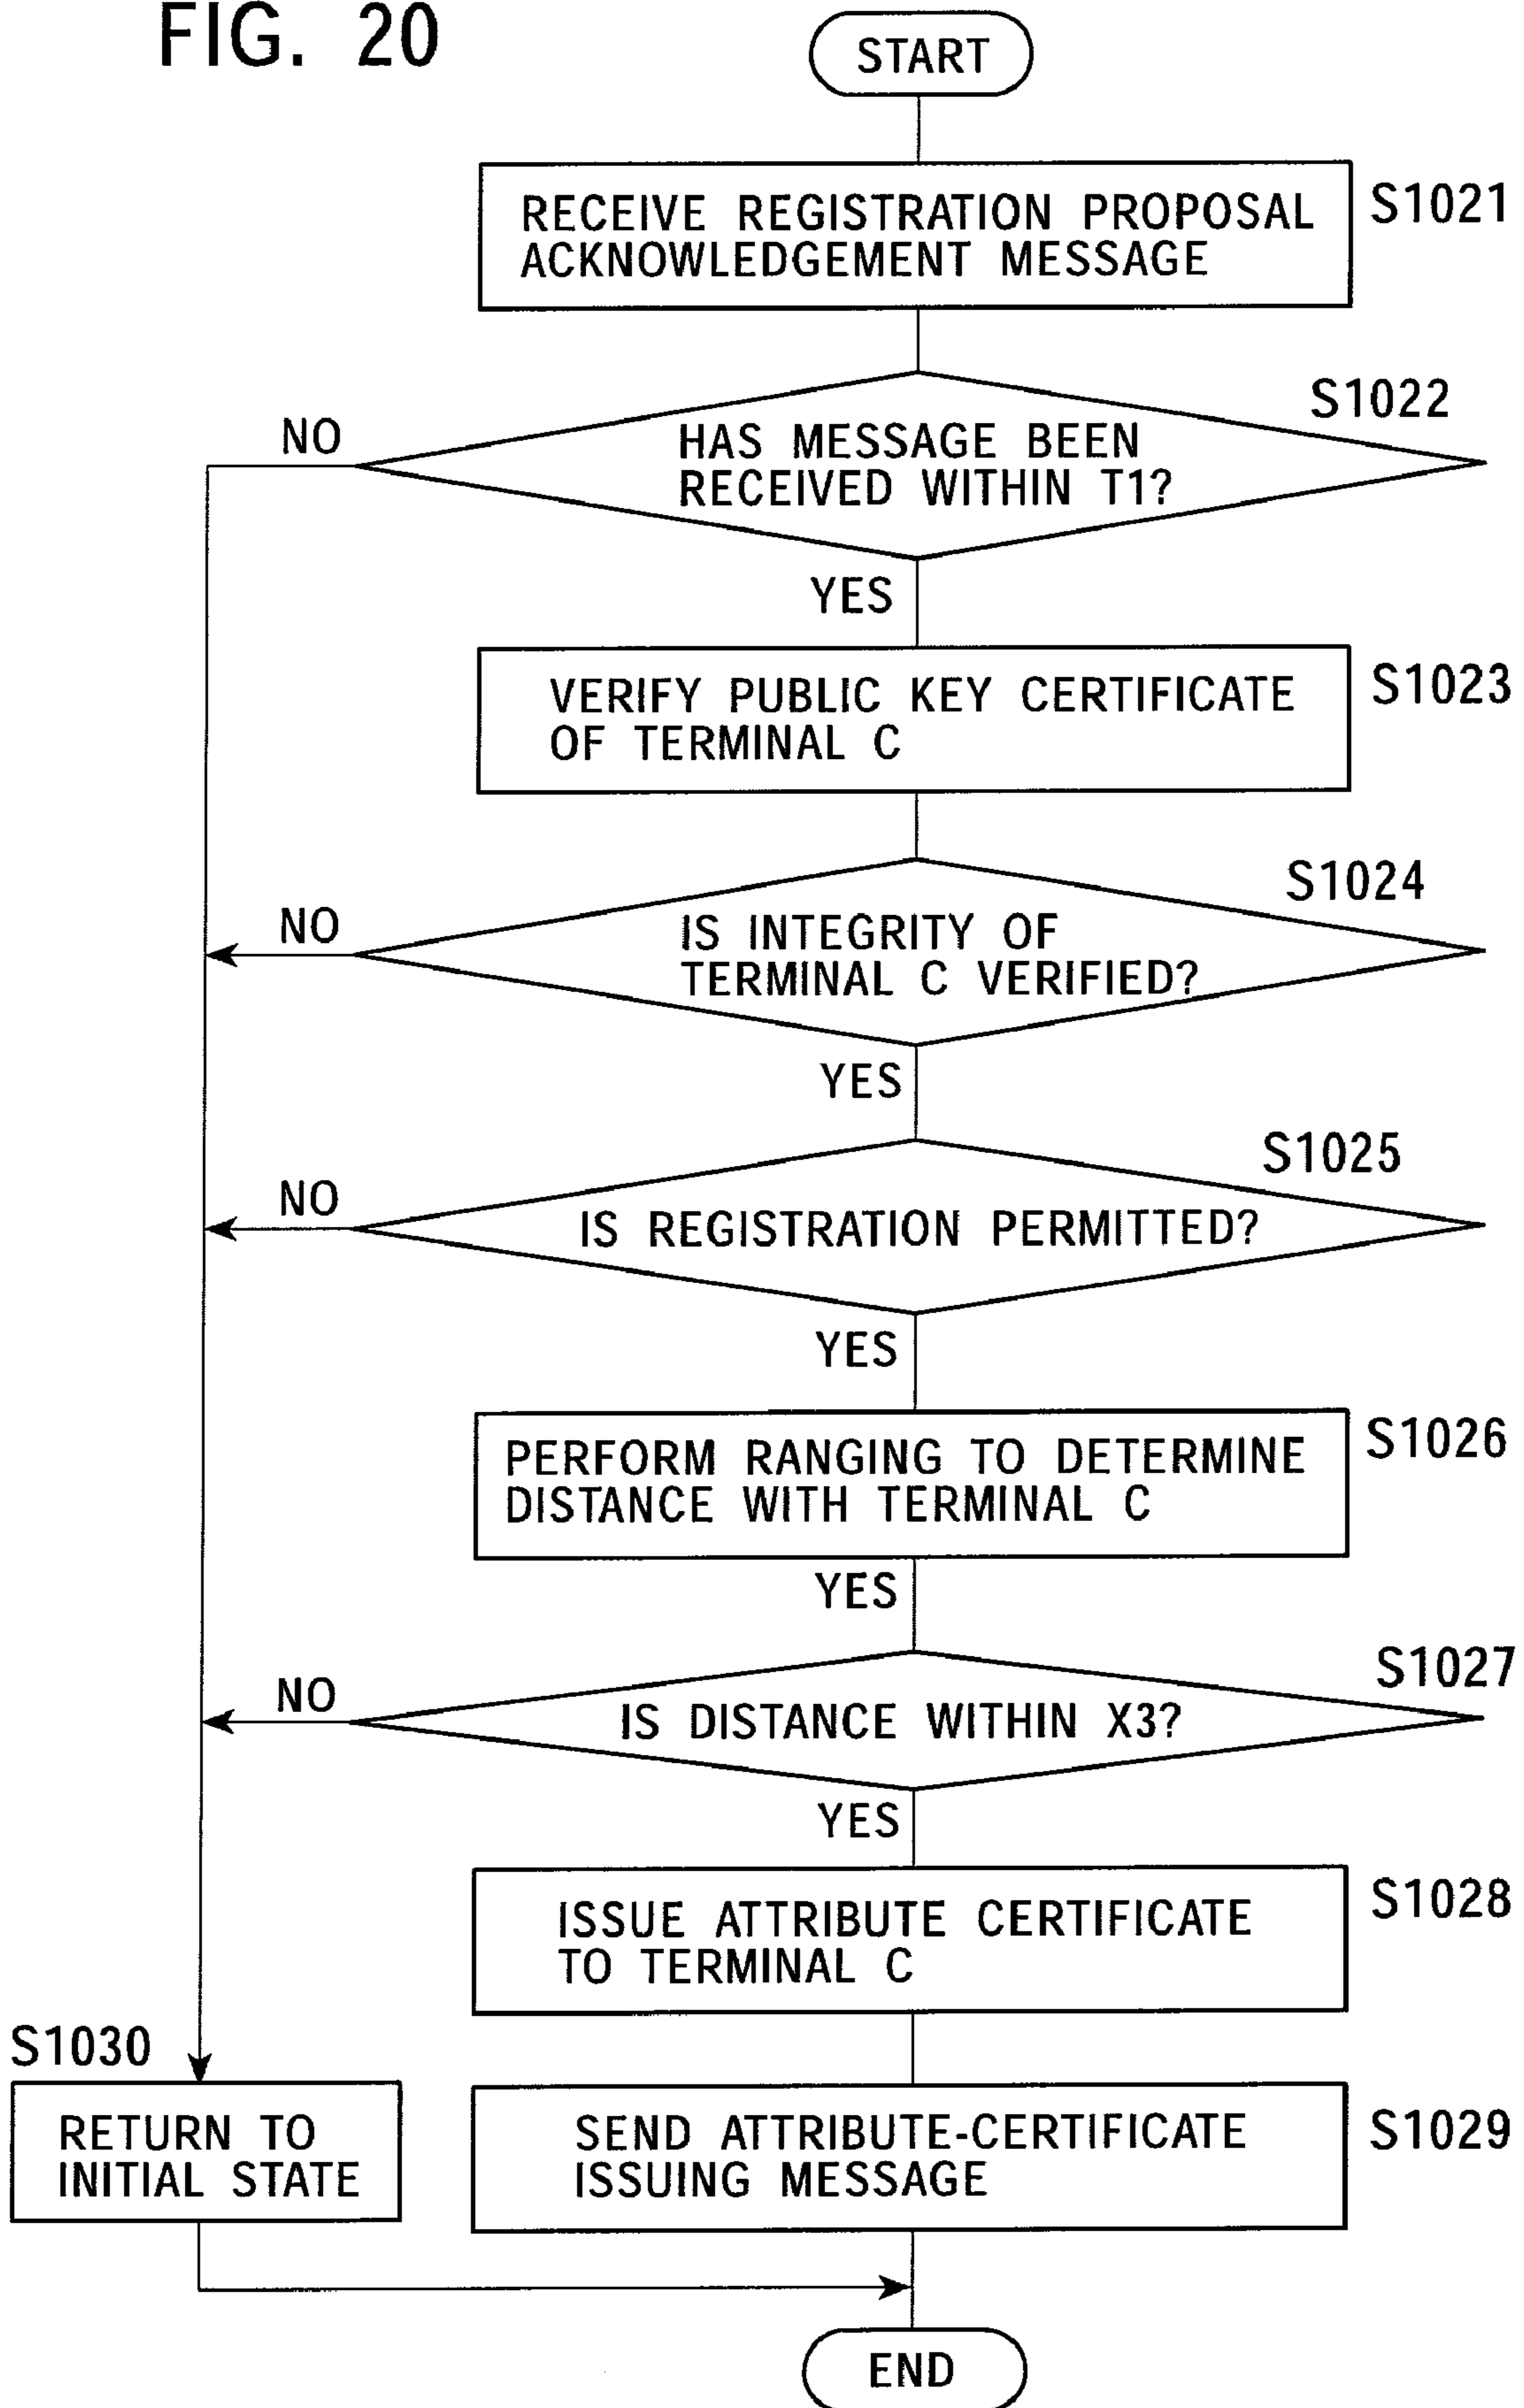 FIG. 20
START
RECEIVE REGISTRATION PROPOSAL
ACKNOWLEDGEMENT MESSAGE
S1021
S1022
NO
HAS MESSAGE BEEN
RECEIVED WITHIN T1?
YES
VERIFY PUBLIC KEY CERTIFICATE
OF TERMINAL C
S1023
S1024
NO
IS INTEGRITY OF
TERMINAL C VERIFIED?
YES
S1025
NO
IS REGISTRATION PERMITTED?
YES
PERFORM RANGING TO DETERMINE
DISTANCE WITH TERMINAL C
S1026
YES
S1027
NO
IS DISTANCE WITHIN X3?
YES
ISSUE ATTRIBUTE CERTIFICATE
TO TERMINAL C
S1028
S1030
RETURN TO
INITIAL STATE
SEND ATTRIBUTE-CERTIFICATE
ISSUING MESSAGE
S1029
END